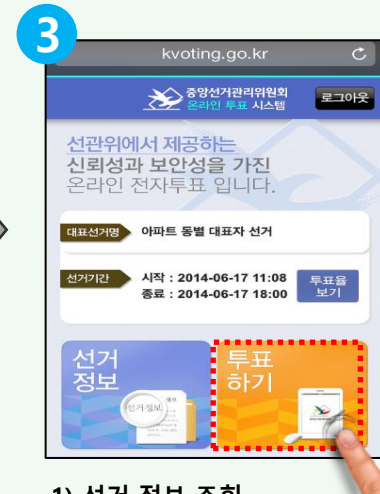 3
kvoting.go.kr
중앙선거관리위원회
온라인 투표 시스템
로그아웃
선관위에서 제공하는
신뢰성과 보안성을 가진
온라인 전자투표 입니다.
대표선거명
아파트 동별 대표자 선거
선거기간
시작 : 2014-06-17 11:08
종료 : 2014-06-17 18:00
투표율
보기
선거
정보
선거정보
투표
하기
1) 선거 정보 조회